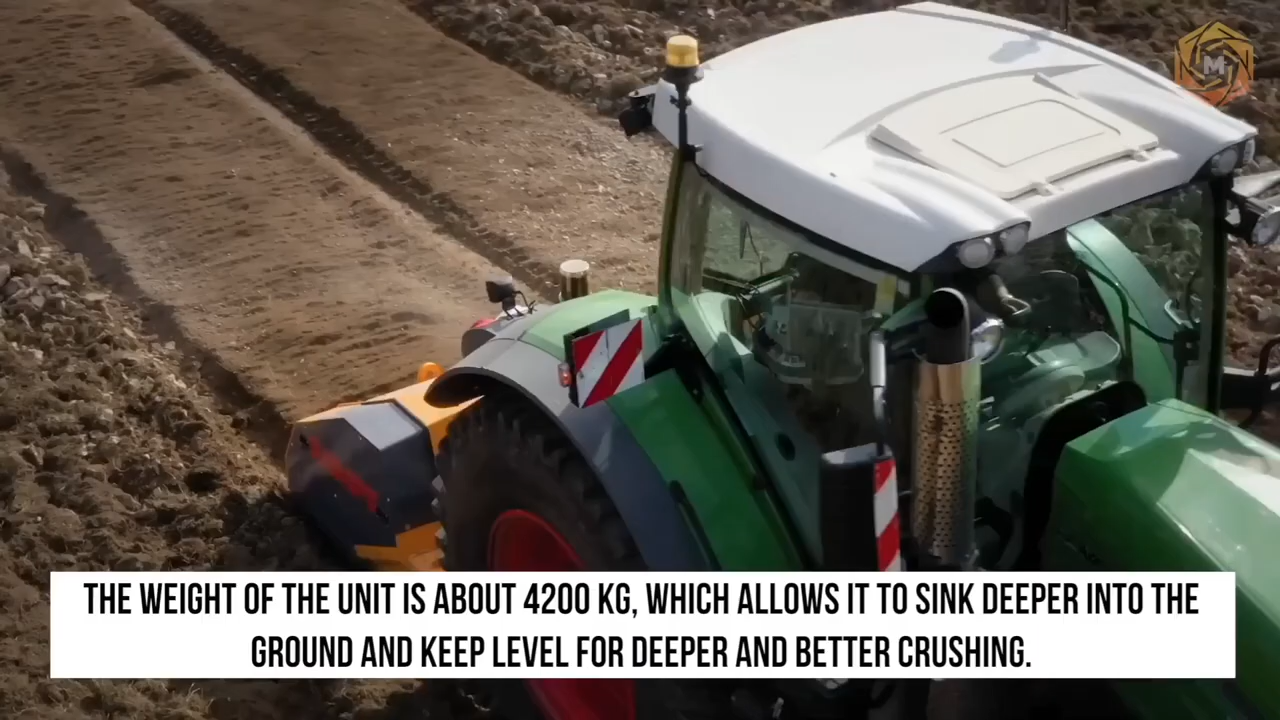 M
THE WEIGHT OF THE UNIT IS ABOUT 4200 KG, WHICH ALLOWS IT TO SINK DEEPER INTO THE
GROUND AND KEEP LEVEL FOR DEEPER AND BETTER CRUSHING.